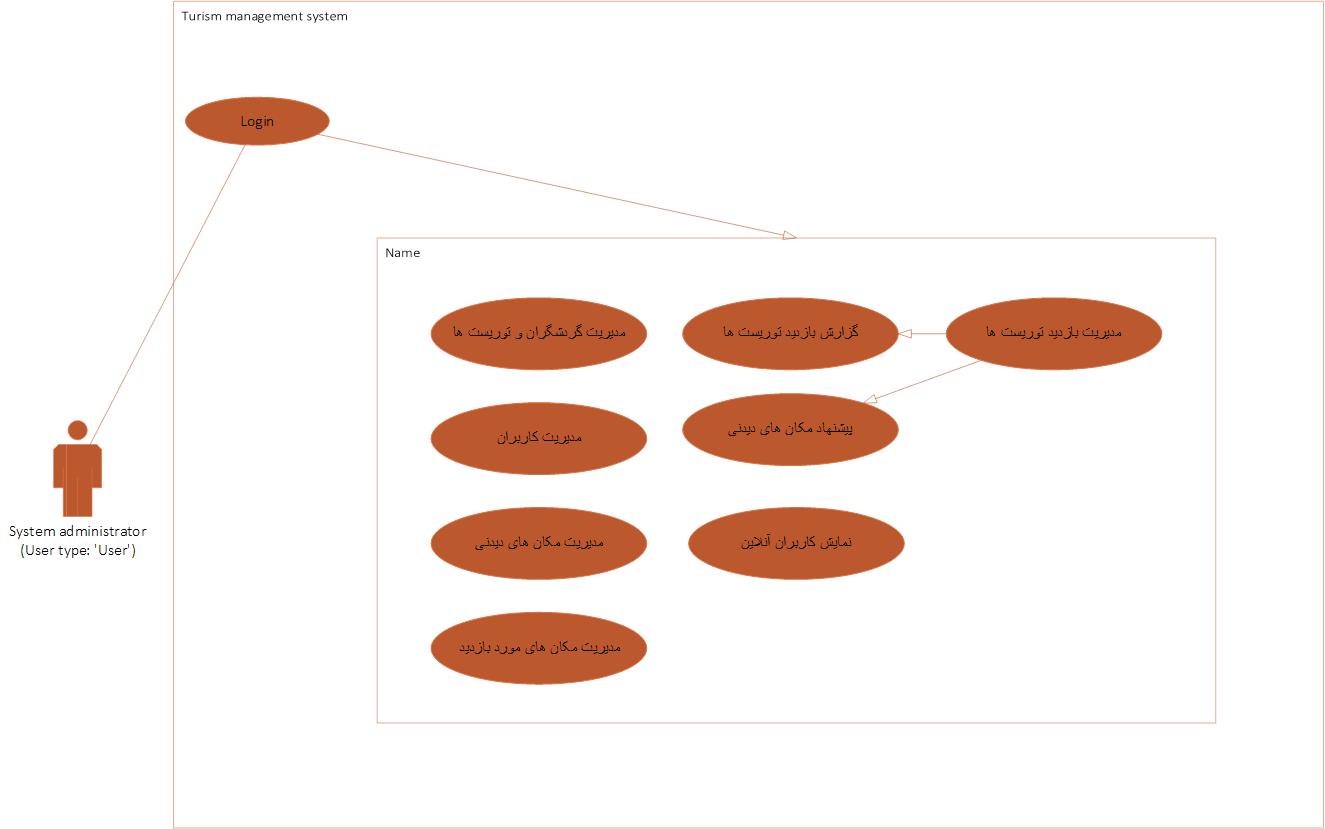 Turism management system
Login
Name
مدیریت گردشگران و توریست ها
گزارش بازدید توریست ها
مدیریت بازدید توریست ها
مدیریت کاربران
پیشنهاد مکان های دیدنی
مدیریت مکان های دیدنی
نمایش کاربران آنلاین
مدیریت مکان های مورد بازدید
System administrator
(User type: 'User')